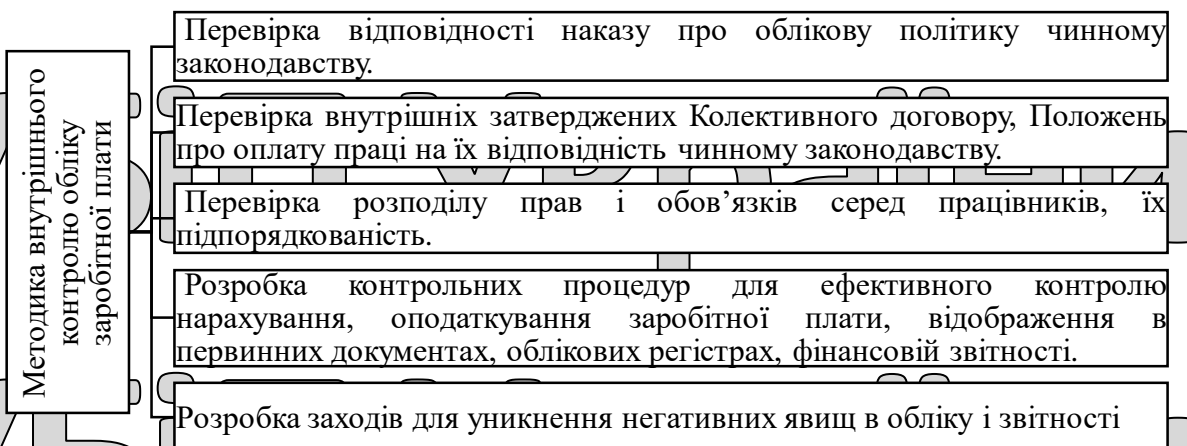 Методика внутрішнього
контролю обліку
заробітної плати
Перевірка відповідності наказу про облікову політику чинному
законодавству.
Перевірка внутрішніх затверджених Колективного договору, Положень
про оплату праці на їх відповідність чинному законодавству.
Перевірка розподілу прав і обов’язків серед працівників, їх
підпорядкованість.
Розробка контрольних процедур для ефективного контролю
нарахування, оподаткування заробітної плати, відображення в
первинних документах, облікових регістрах, фінансовій звітності.
Розробка заходів для уникнення негативних явищ в обліку і звітності